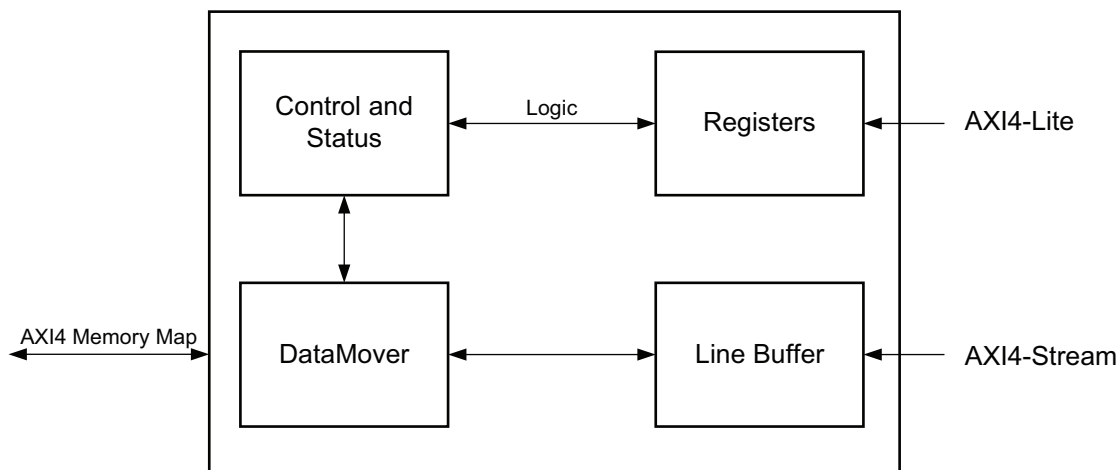 Control and
Status
Logic
Registers
AXI4-Lite
AXI4 Memory Map
DataMover
Line Buffer
AXI4-Stream